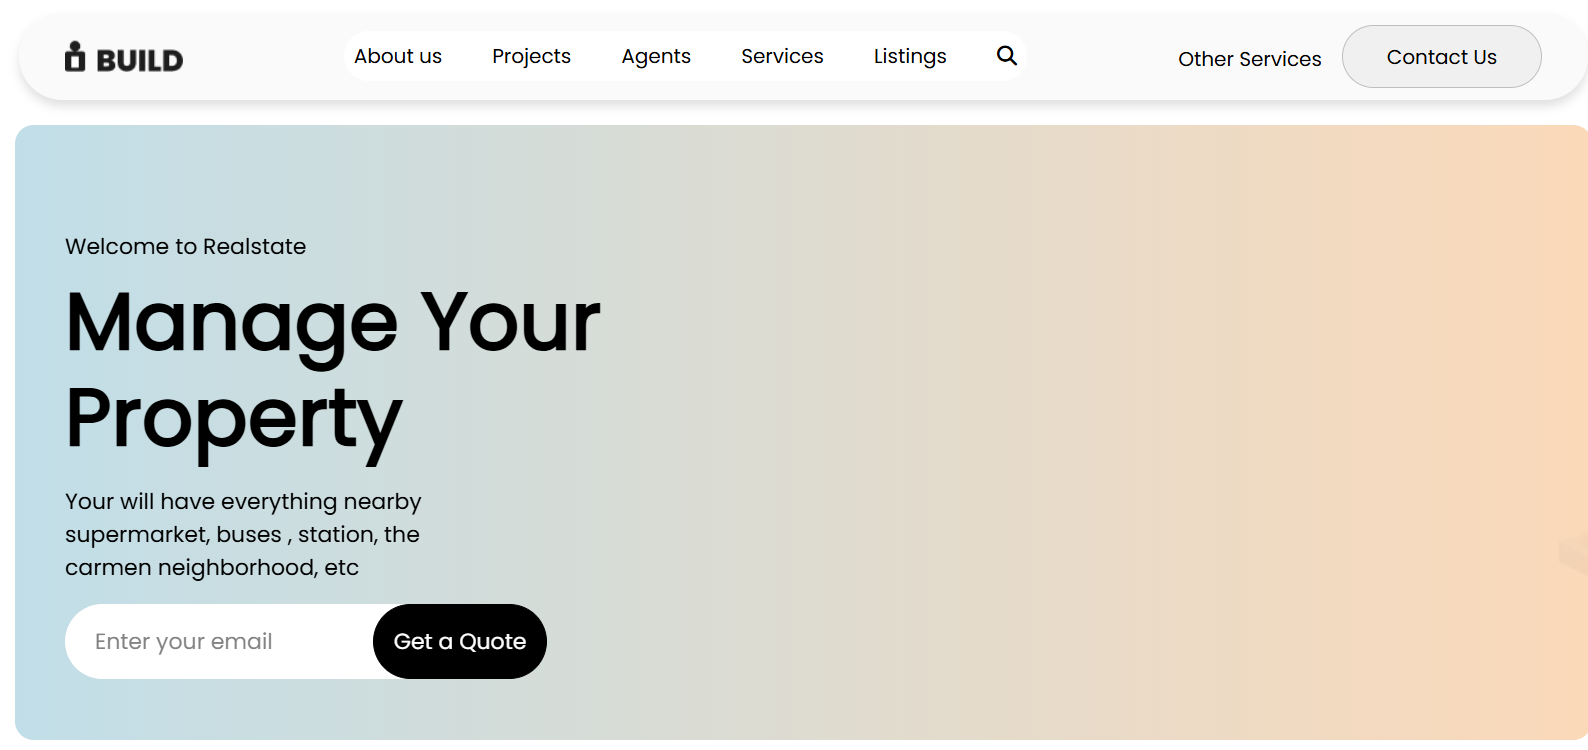 BUILD
About us
Projects
Agents
Services
Listings
Other Services
Contact Us
Welcome to Realstate
Manage Your
Property
Your will have everything nearby
supermarket, buses , station, the
carmen neighborhood, etc
Enter your email
Get a Quote